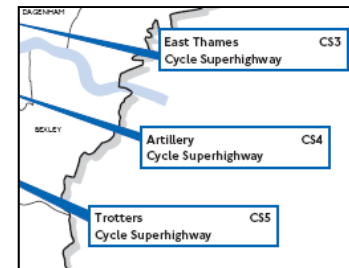 DAGENHAM
East Thames CS3
Cycle Superhighway
BEXLEY
Artillery CS4
Cycle Superhighway
Trotters CS5
Cycle Superhighway